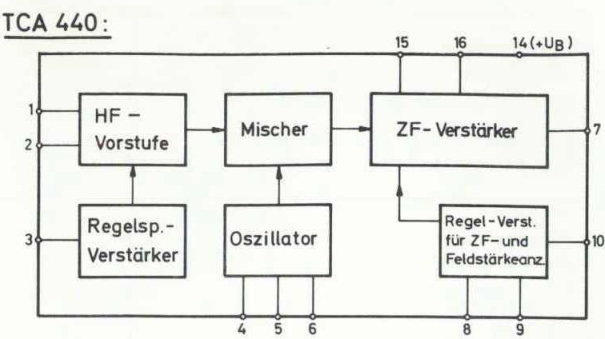 TCA 440:
15 16 14 (+UB)
1
2
HF –
Vorstufe
Mischer
ZF-Verstärker
7
3
Regelsp.-
Verstärker
Oszillator
Regel-Verst.
für ZF- und
Feldstärkeanz.
10
4 5 6 8 9